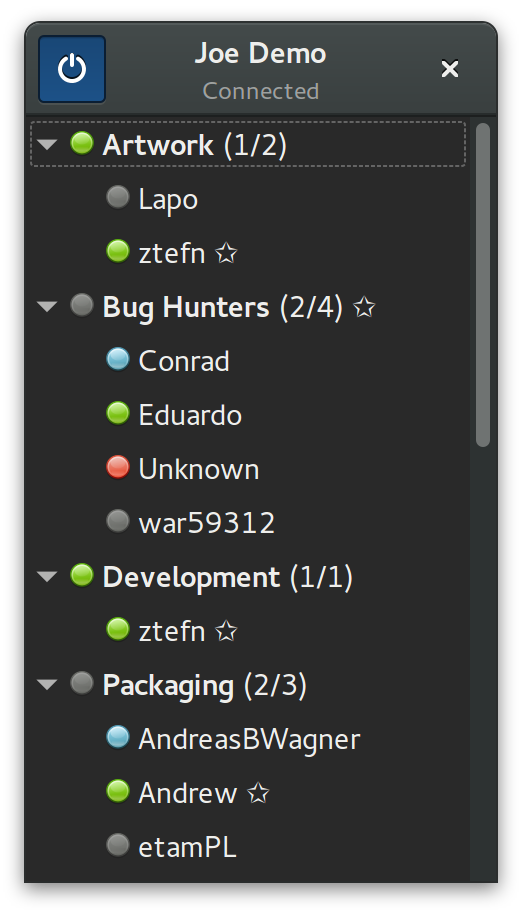 Joe Demo
Connected
Artwork (1/2)
Lapo
ztefn ☆
Bug Hunters (2/4) ☆
Conrad
Eduardo
Unknown
war59312
Development (1/1)
ztefn ☆
Packaging (2/3)
AndreasBWagner
Andrew ☆
etamPL